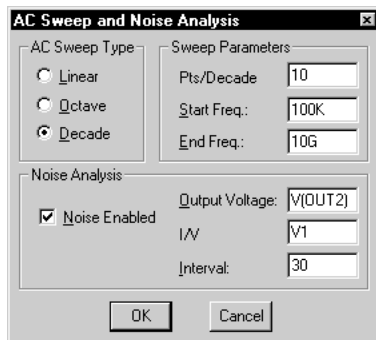 AC Sweep and Noise Analysis
AC Sweep Type
Linear
Octave
Decade
Sweep Parameters
Pts/Decade 10
Start Freq.: 100K
End Freq.: 10G
Noise Analysis
Noise Enabled
Output Voltage: V(OUT2)
I/V V1
Interval: 30
OK Cancel